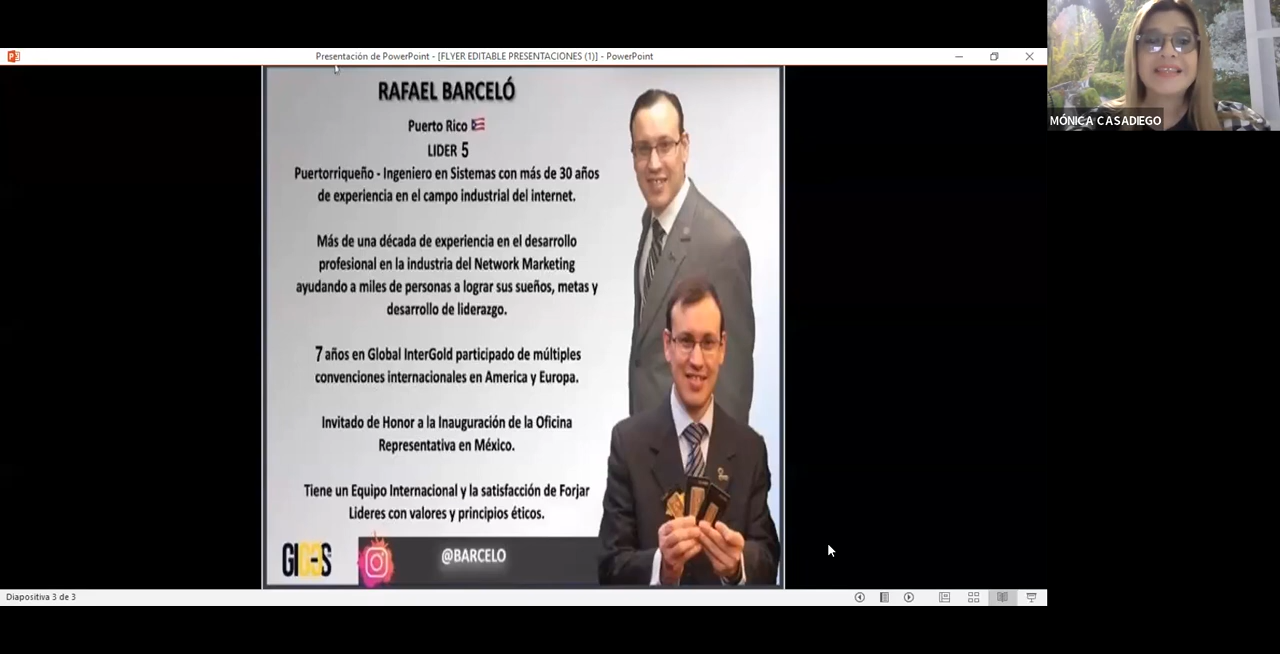 Presentación de PowerPoint - [FLYER EDITABLE PRESENTACIONES (1)] - PowerPoint
MÓNICA CASADIEGO
RAFAEL BARCELÓ
Puerto Rico
LIDER 5
Puertorriqueño - Ingeniero en Sistemas con más de 30 años
de experiencia en el campo industrial del internet.
Más de una década de experiencia en el desarrollo
profesional en la industria del Network Marketing
ayudando a miles de personas a lograr sus sueños, metas y
desarrollo de liderazgo.
7 años en Global InterGold participado de múltiples
convenciones internacionales en America y Europa.
Invitado de Honor a la Inauguración de la Oficina
Representativa en México.
Tiene un Equipo Internacional y la satisfacción de Forjar
Lideres con valores y principios éticos.
@BARCELO
Diapositiva 3 de 3